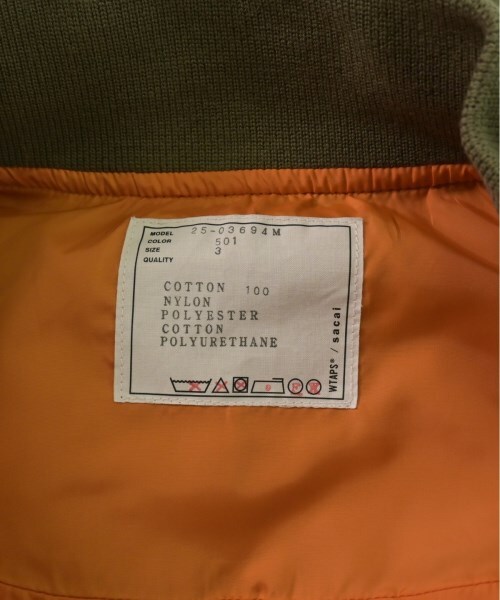 MODEL 25-03694M
COLOR 501
SIZE 3
QUALITY
COTTON 100
NYLON
POLYESTER
COTTON
POLYURETHANE
WTAPS® / sacai